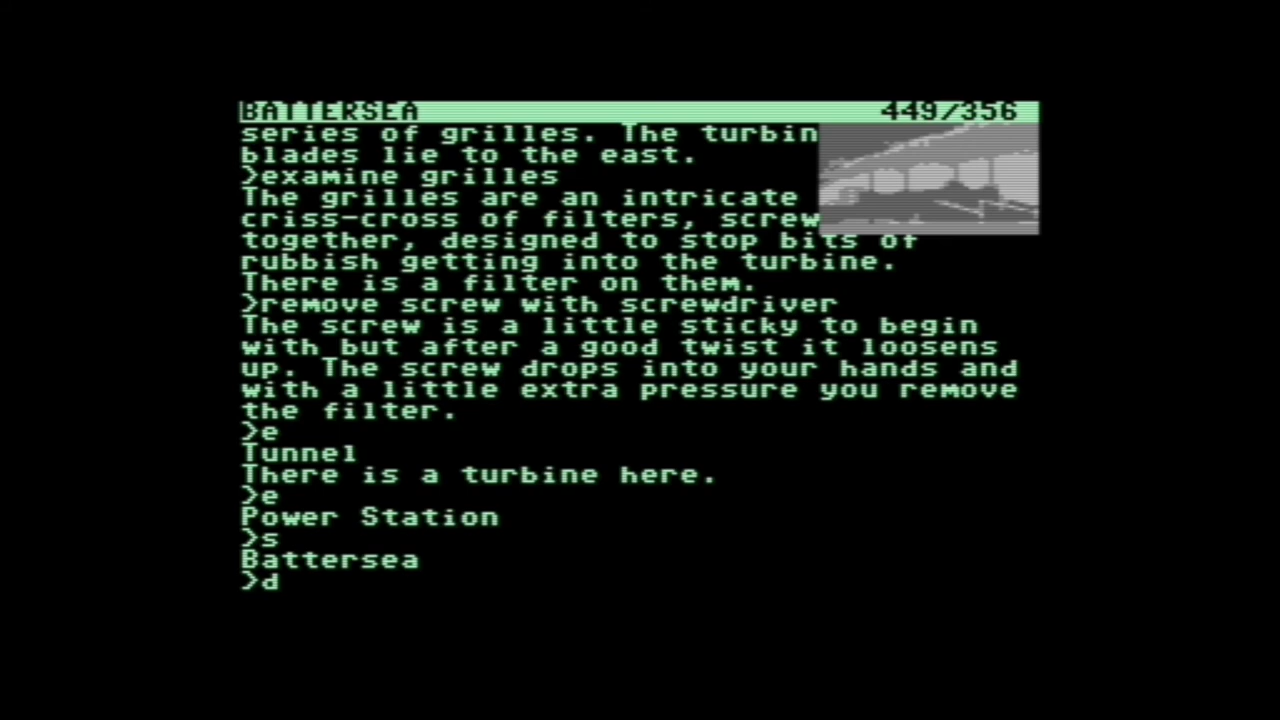 BATTERSEA 449/356
series of grilles. The turbin
blades lie to the east.
>examine grilles
The grilles are an intricate
criss-cross of filters, screw
together, designed to stop bits of
rubbish getting into the turbine.
There is a filter on them.
>remove screw with screwdriver
The screw is a little sticky to begin
with but after a good twist it loosens
up. The screw drops into your hands and
with a little extra pressure you remove
the filter.
>e
Tunnel
There is a turbine here.
>e
Power Station
>s
Battersea
>d